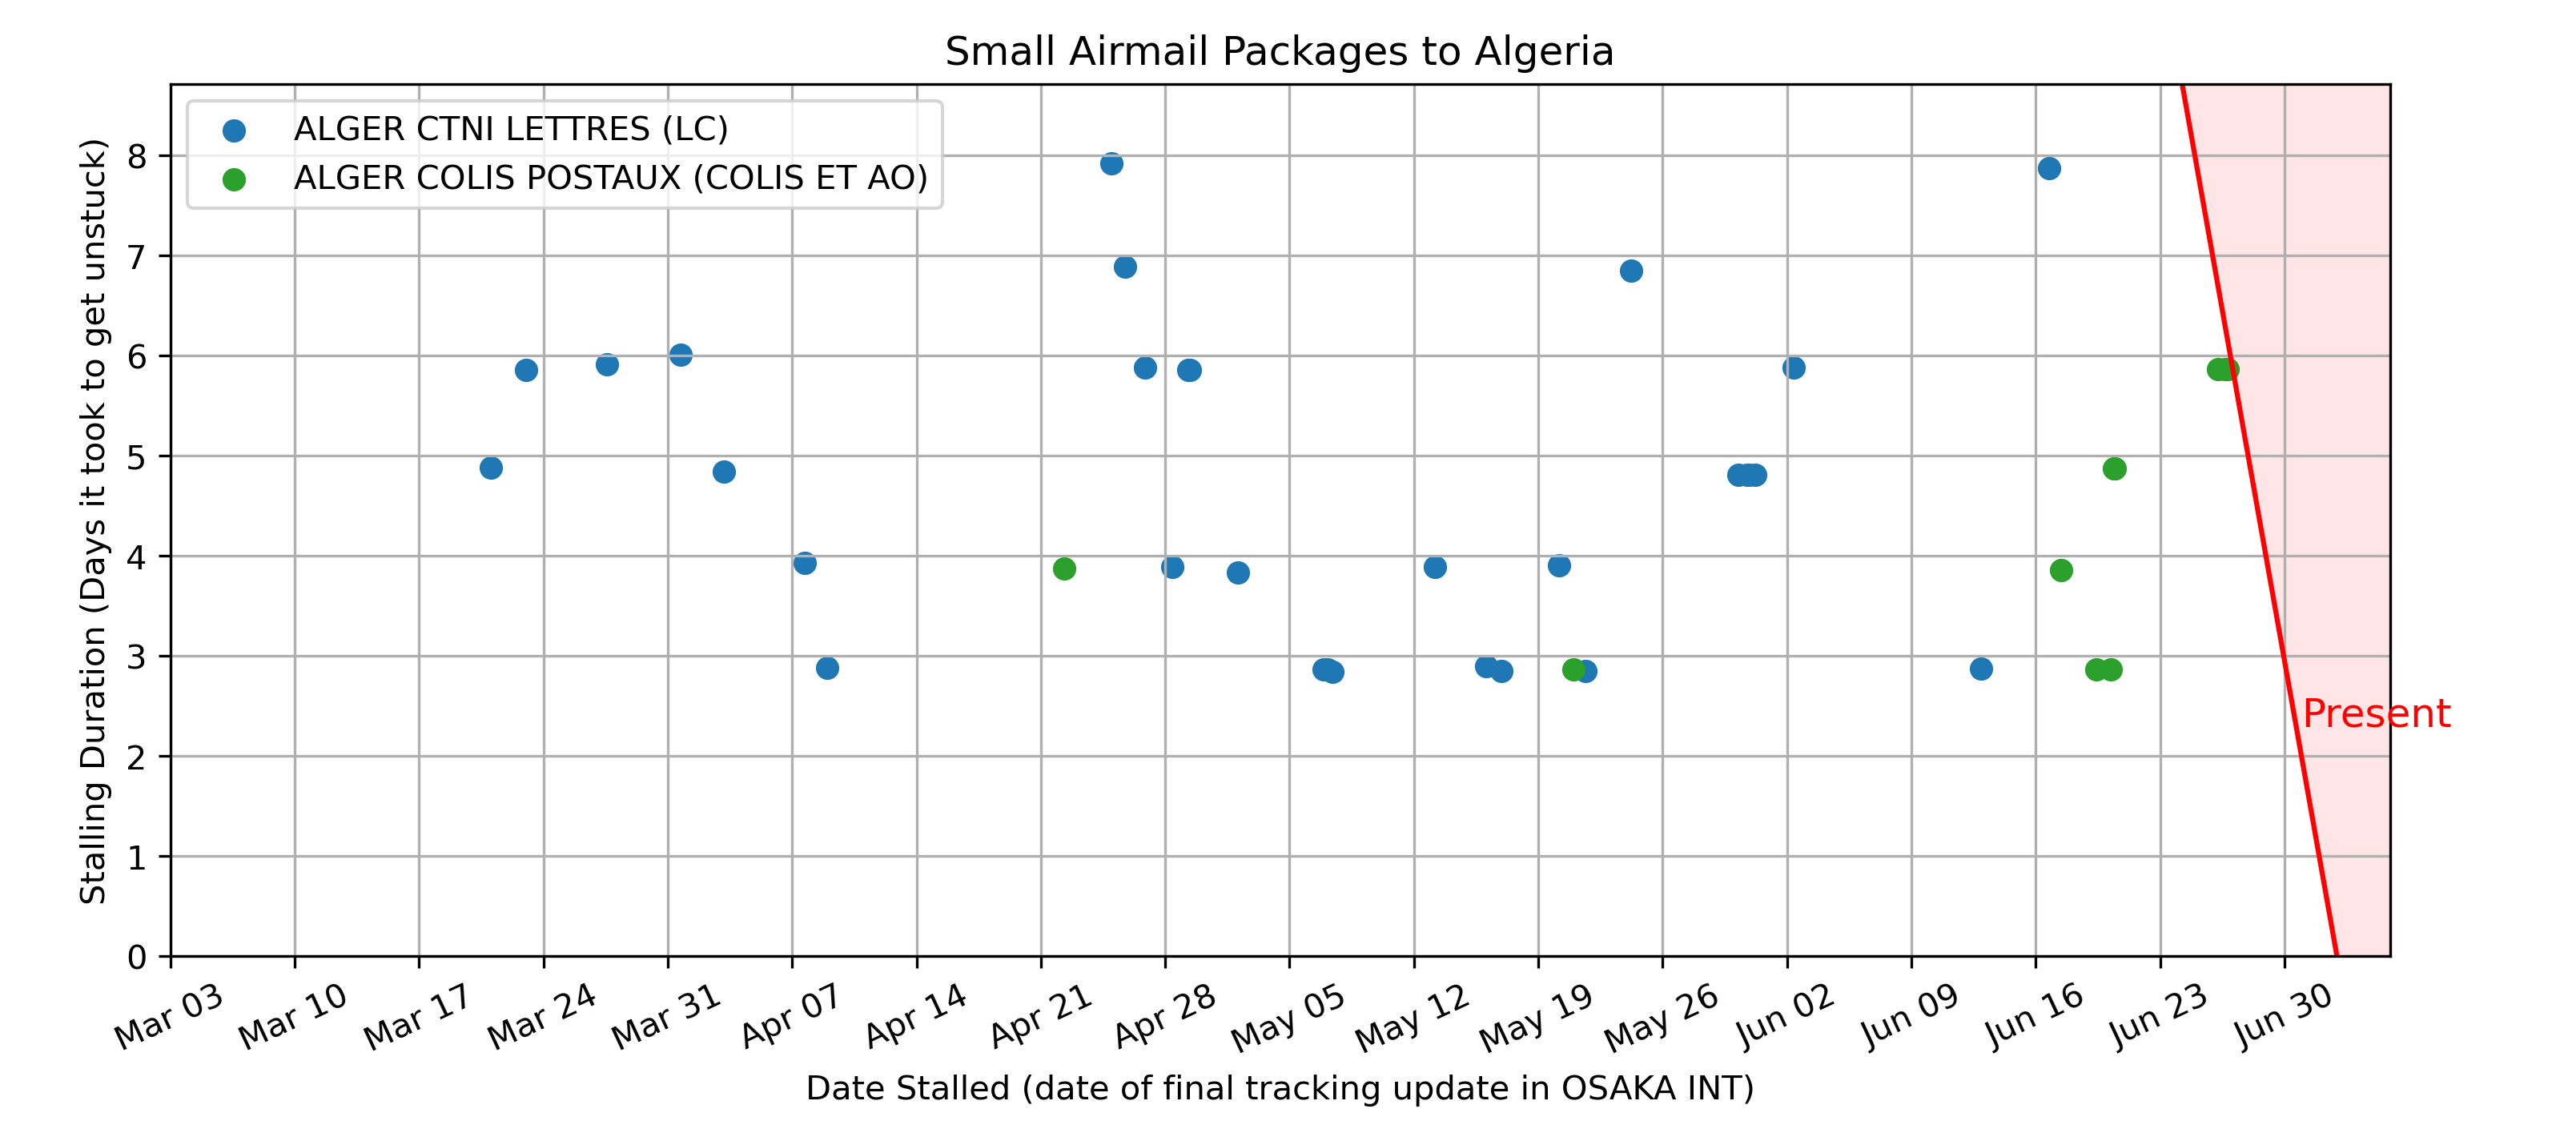 Small Airmail Packages to Algeria
ALGER CTNI LETTRES (LC)
ALGER COLIS POSTAUX (COLIS ET AO)
Stalling Duration (Days it took to get unstuck)
8
7
6
5
4
3
2
1
0
Present
Mar 03
Mar 10
Mar 17
Mar 24
Mar 31
Apr 07
Apr 14
Apr 21
Apr 28
May 05
May 12
May 19
May 26
Jun 02
Jun 09
Jun 16
Jun 23
Jun 30
Date Stalled (date of final tracking update in OSAKA INT)